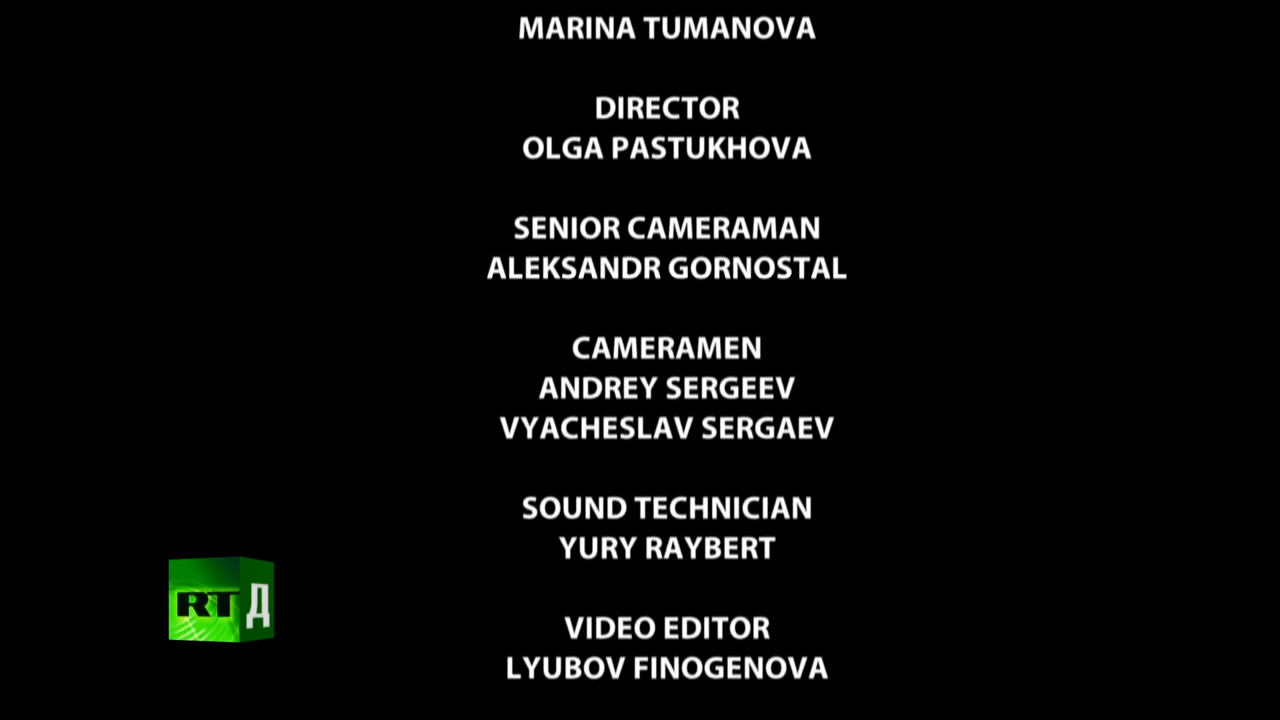 MARINA TUMANOVA
DIRECTOR
OLGA PASTUKHOVA
SENIOR CAMERAMAN
ALEKSANDR GORNOSTAL
CAMERAMEN
ANDREY SERGEEV
VYACHESLAV SERGAEV
SOUND TECHNICIAN
YURY RAYBERT
RT Д
VIDEO EDITOR
LYUBOV FINOGENOVA